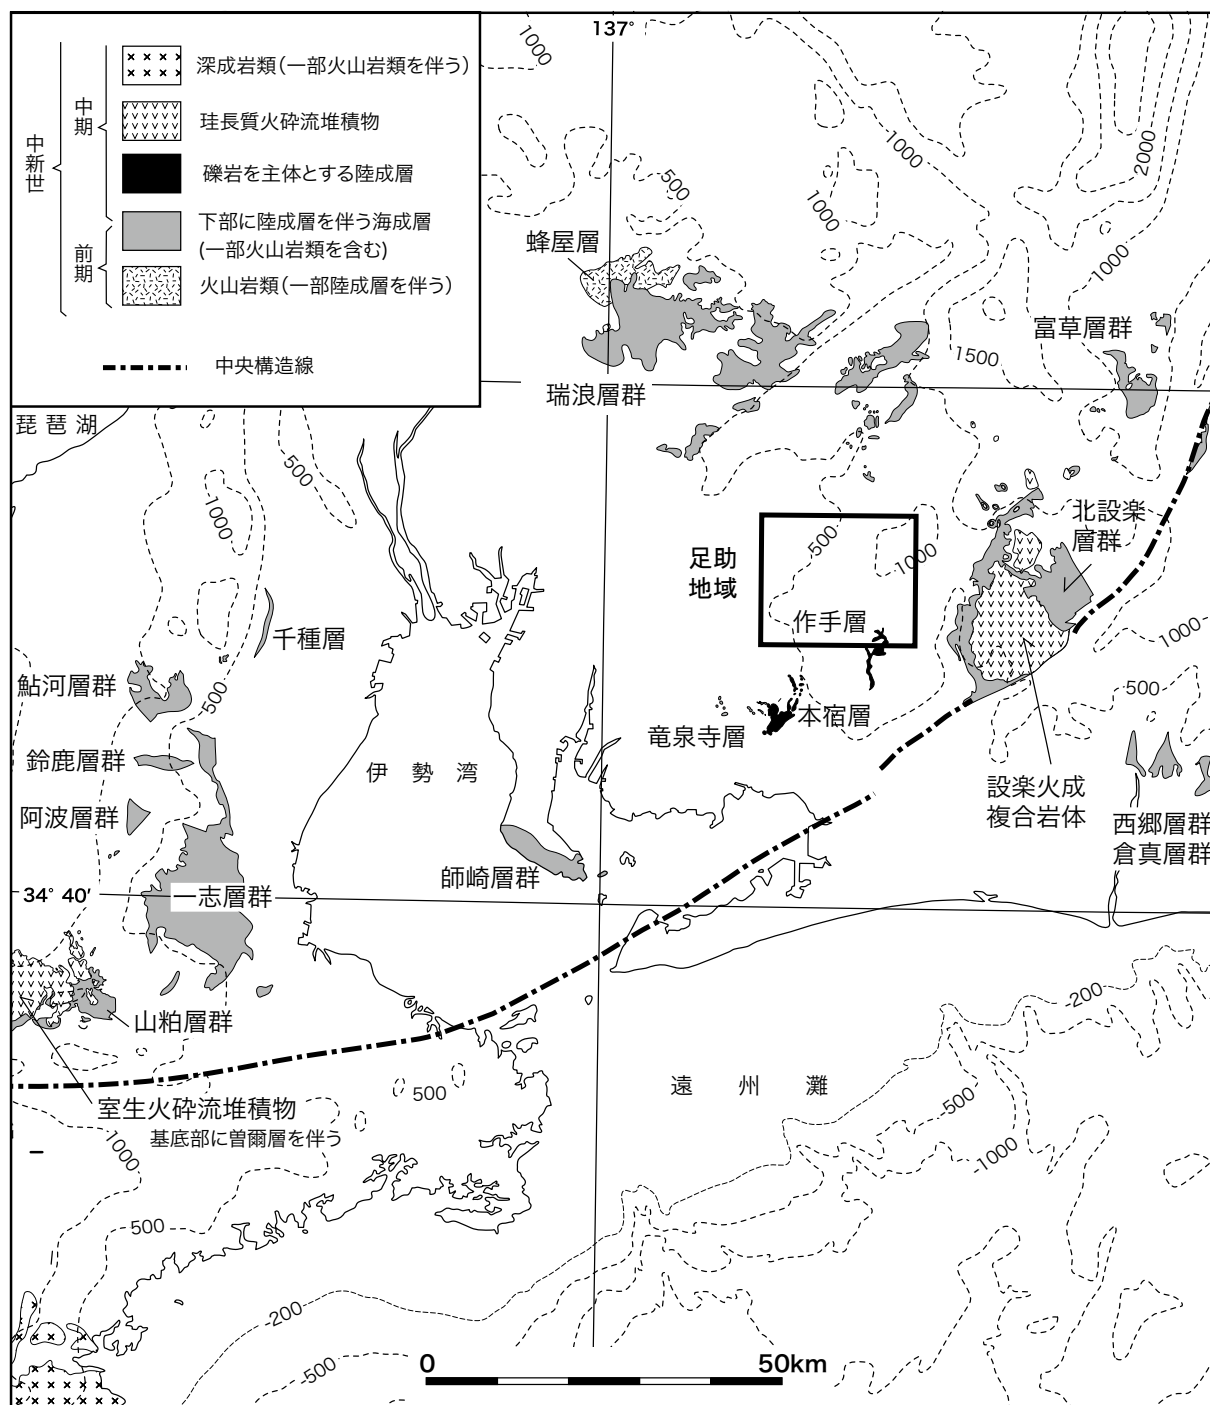 中新世
中期
前期
深成岩類(一部火山岩類を伴う)
珪長質火砕流堆積物
礫岩を主体とする陸成層
下部に陸成層を伴う海成層
(一部火山岩類を含む)
火山岩類(一部陸成層を伴う)
中央構造線
137°
1000
500
1000
1000
2000
1000
蜂屋層
1500
富草層群
瑞浪層群
琵琶湖
500
1000
足助
地域
500
1000
北設楽
層群
作手層
1000
千種層
鮎河層群
500
500
本宿層
竜泉寺層
鈴鹿層群
伊勢湾
設楽火成
複合岩体
阿波層群
西郷層群
倉真層群
師崎層群
34° 40′
一志層群
-200
山粕層群
遠州灘
500
-500
室生火砕流堆積物
基底部に曽爾層を伴う
1000
-1000
500
-200
-500
0
50km